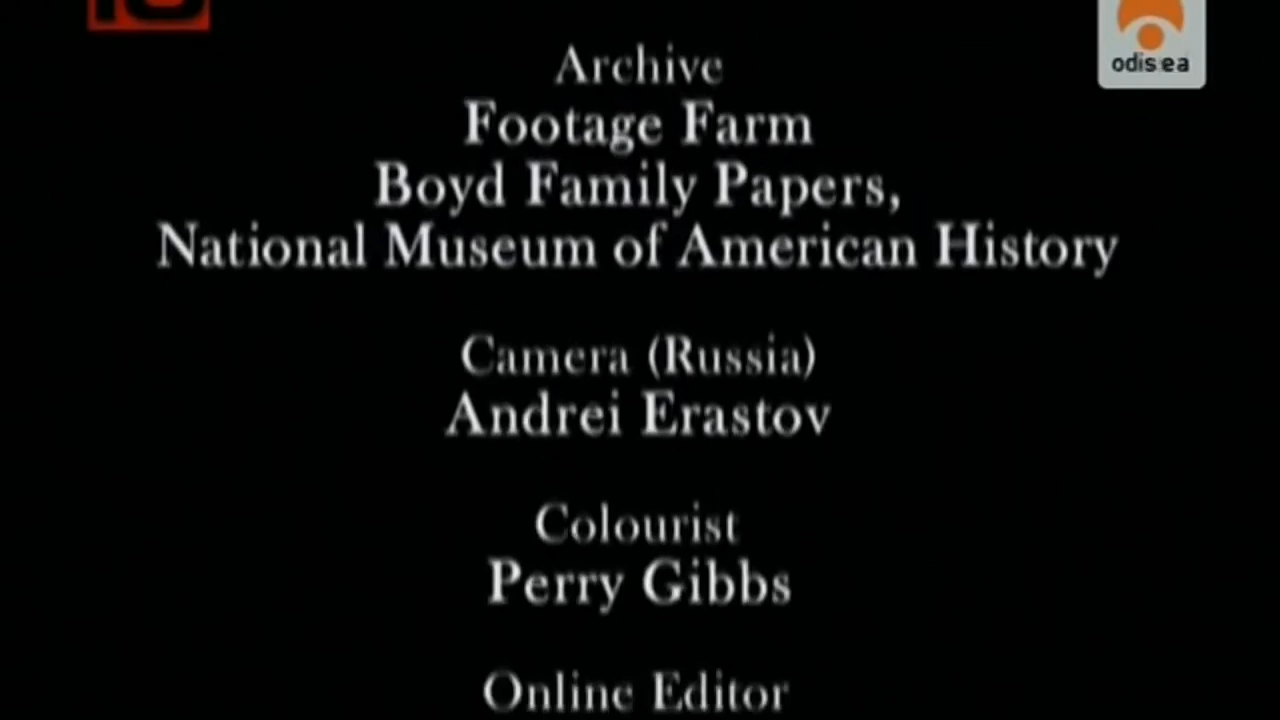 odisea
Archive
Footage Farm
Boyd Family Papers,
National Museum of American History
Camera (Russia)
Andrei Erastov
Colourist
Perry Gibbs
Online Editor